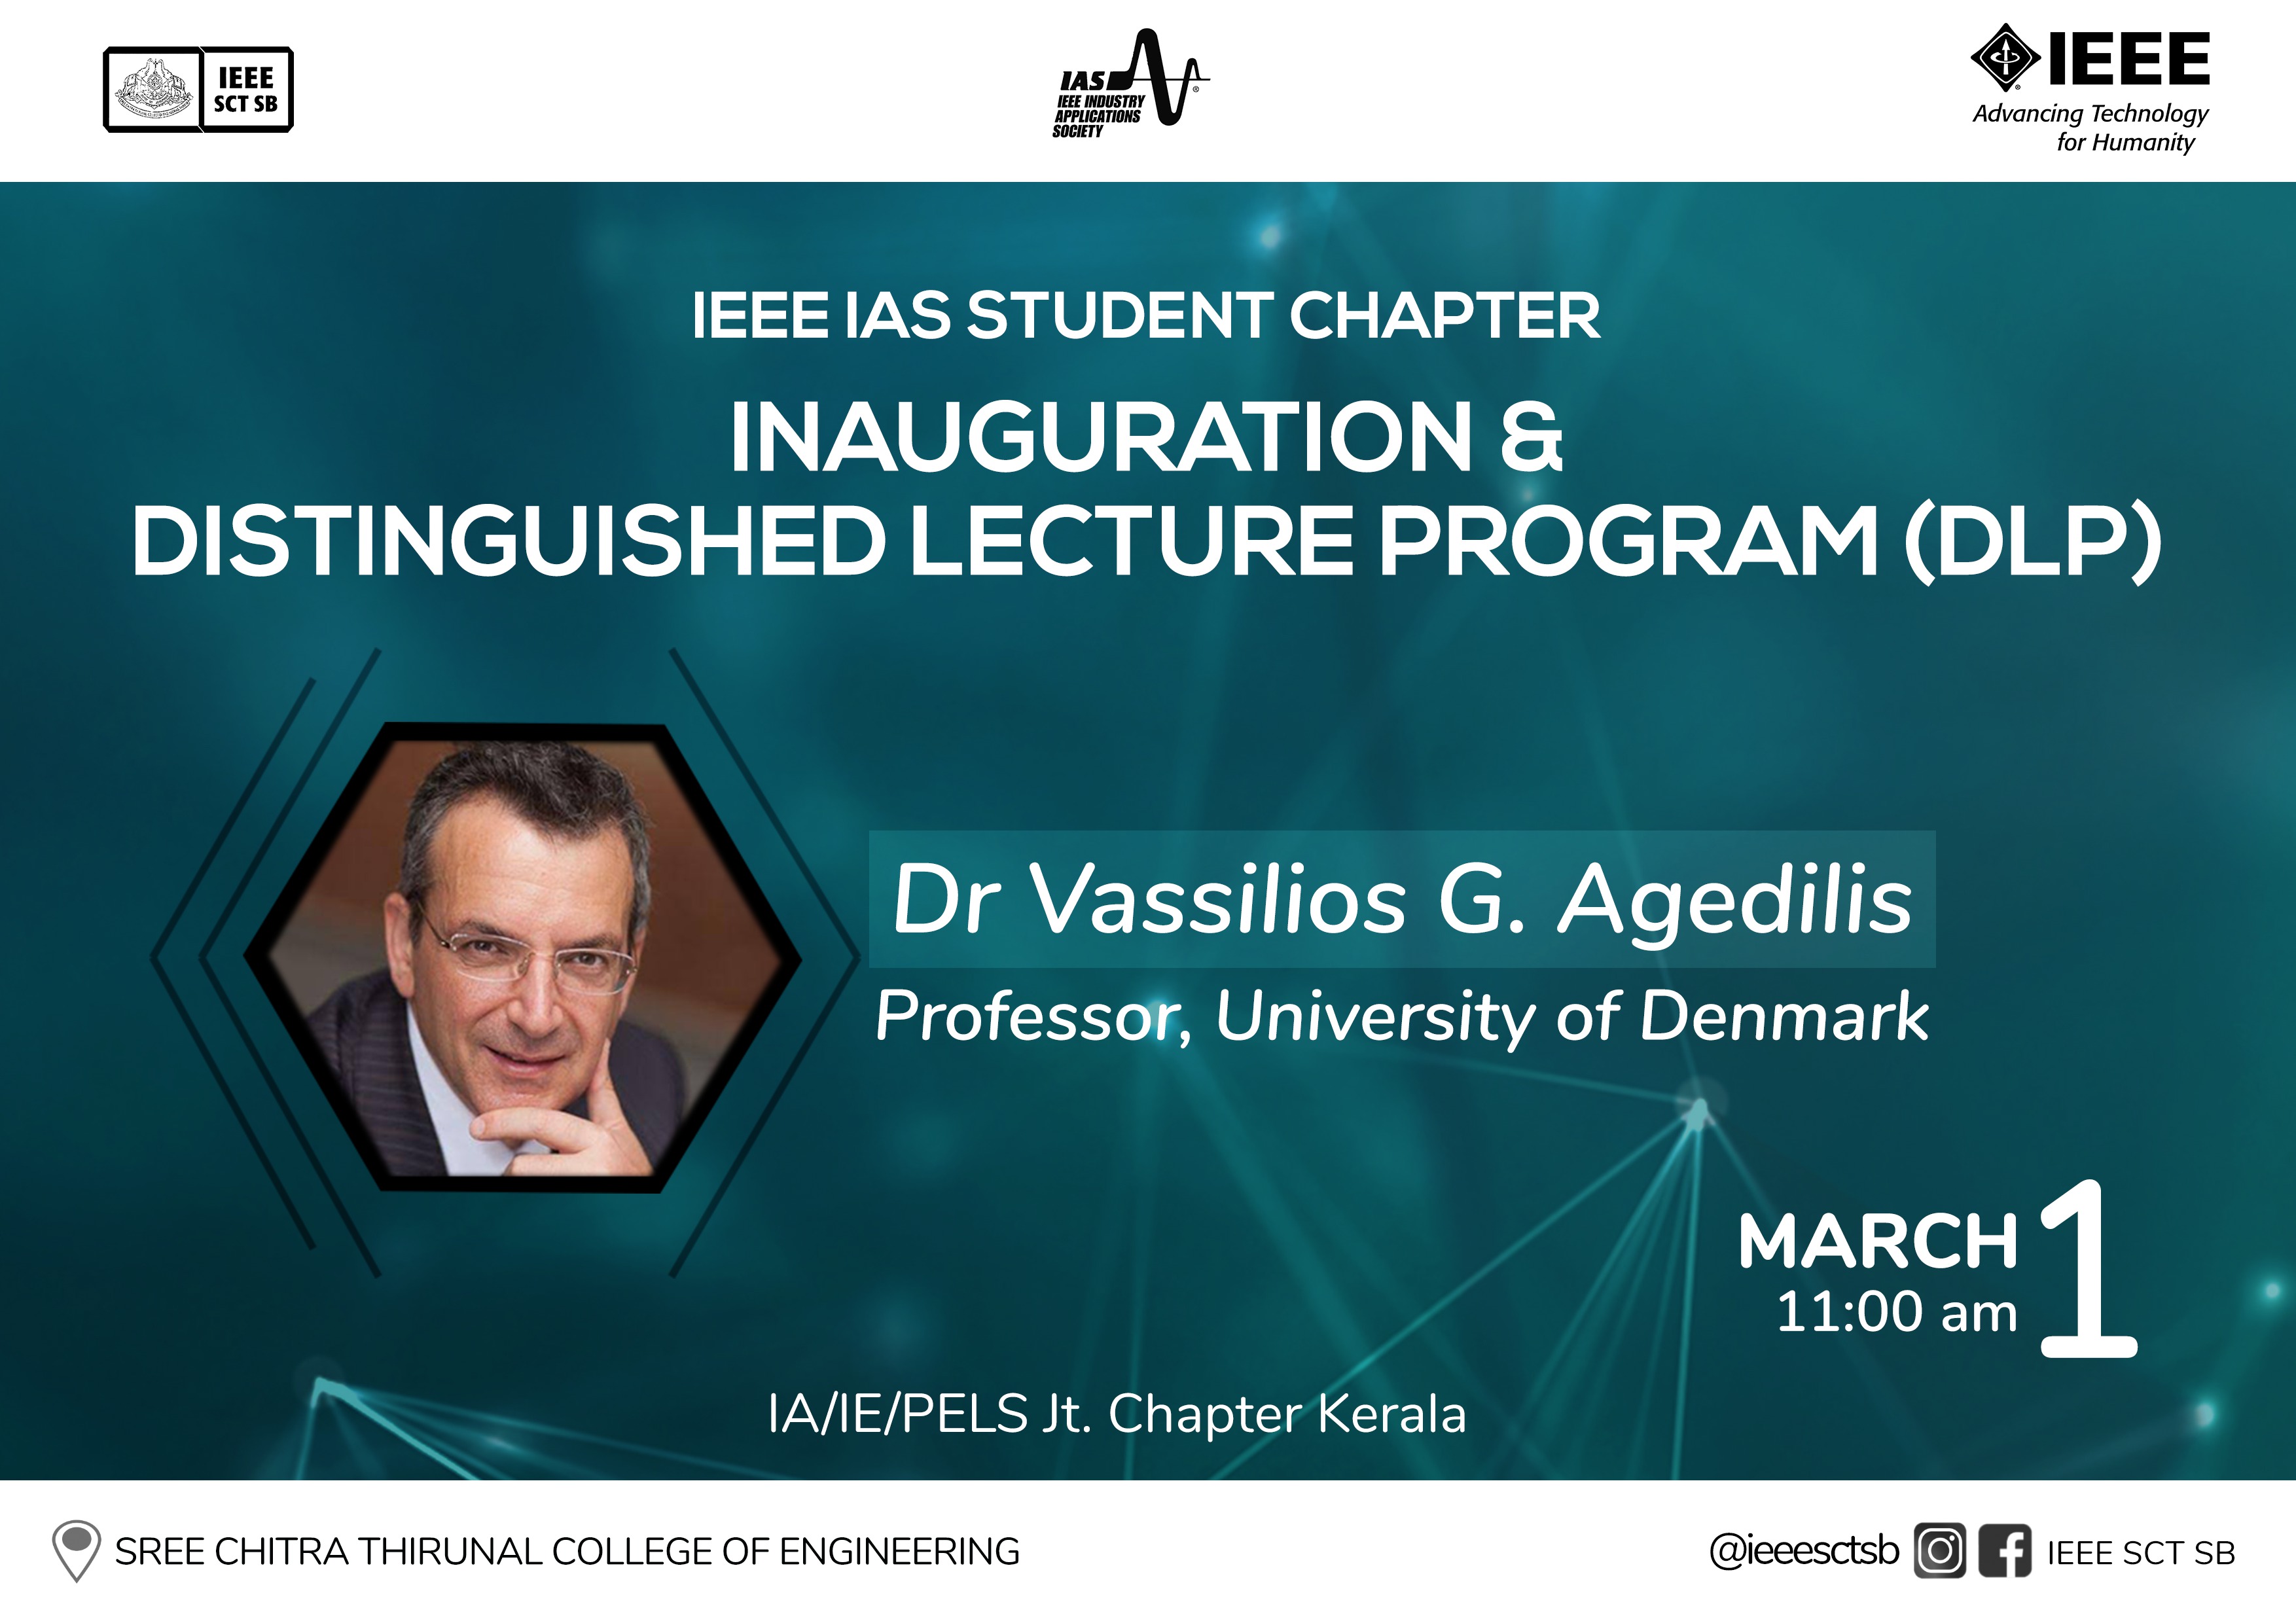 IEEE
SCT SB
IAS
IEEE INDUSTRY
APPLICATIONS
SOCIETY
®
IEEE
Advancing Technology
for Humanity
IEEE IAS STUDENT CHAPTER
INAUGURATION &
DISTINGUISHED LECTURE PROGRAM (DLP)
Dr Vassilios G. Agedilis
Professor, University of Denmark
MARCH 1
11:00 am
IA/IE/PELS Jt. Chapter Kerala
SREE CHITRA THIRUNAL COLLEGE OF ENGINEERING
@ieeesctsb
IEEE SCT SB